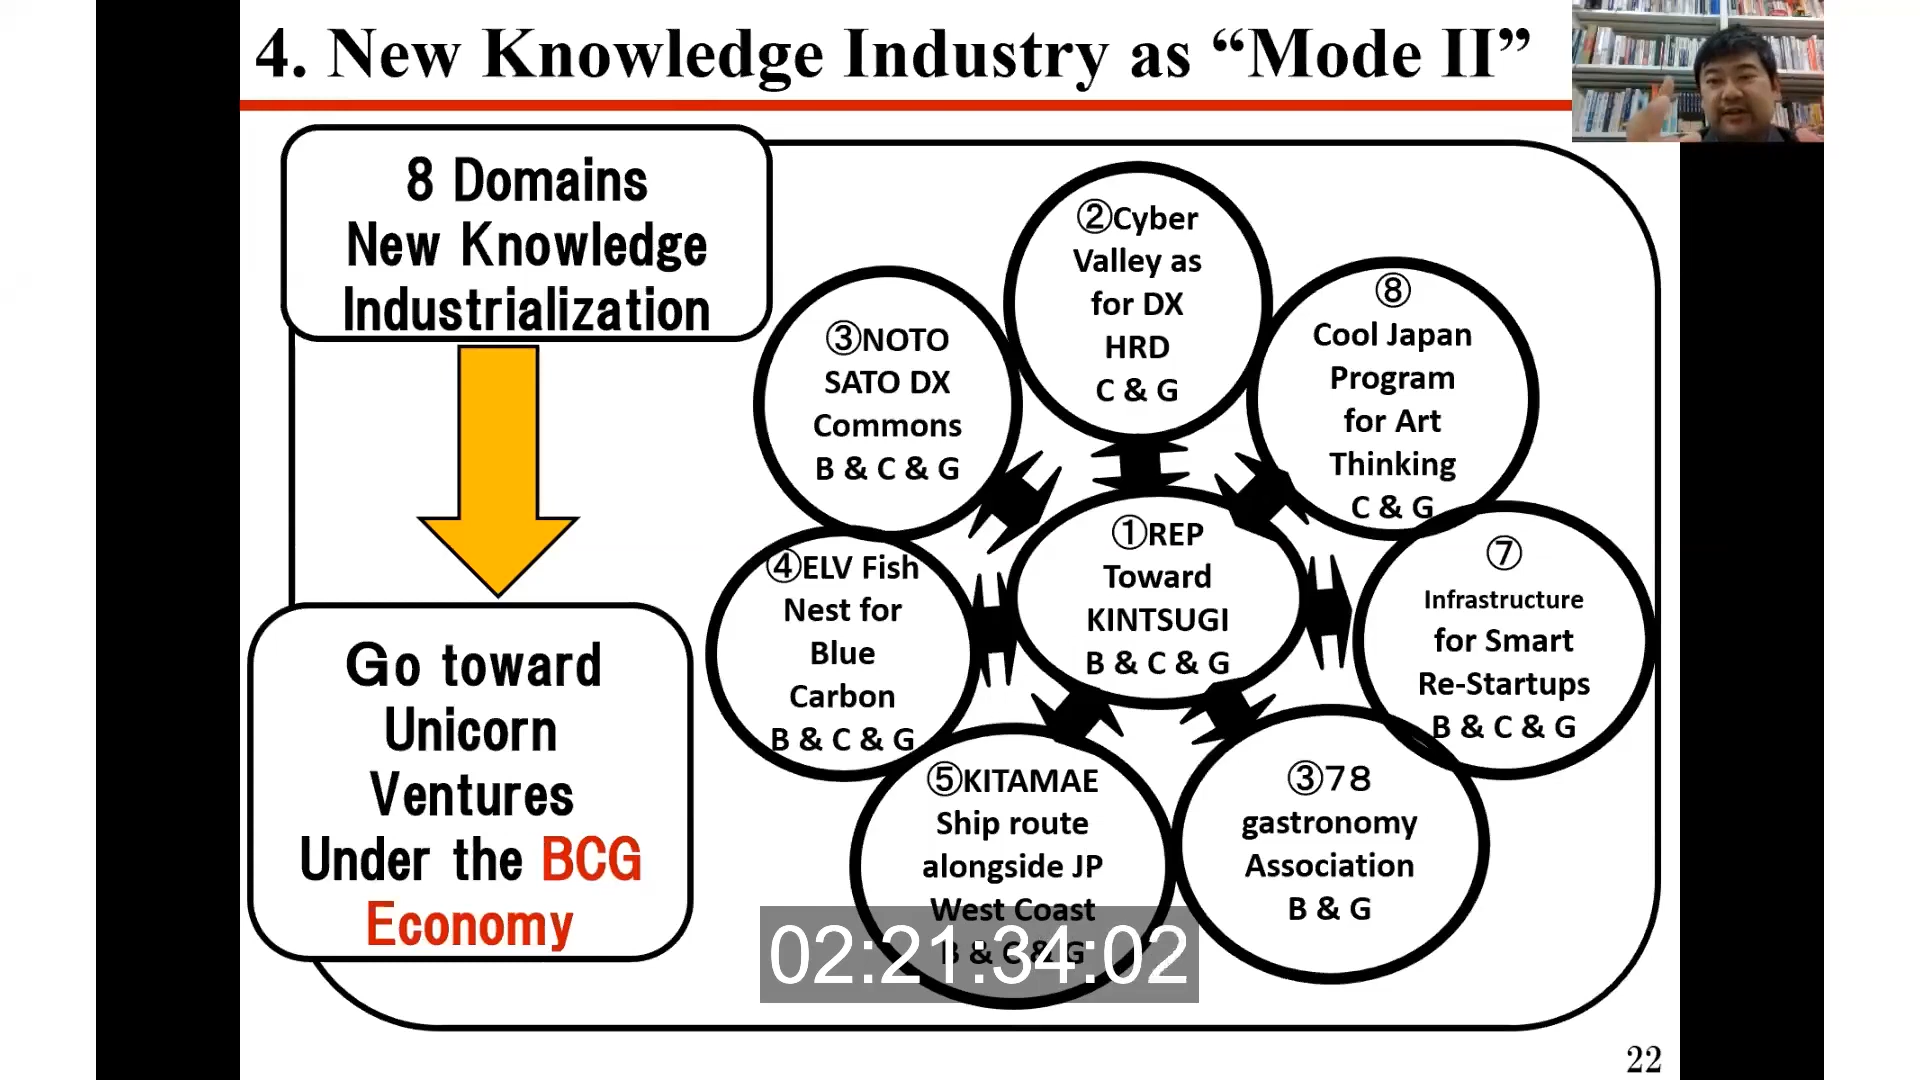 4. New Knowledge Industry as “Mode II”
8 Domains
New Knowledge
Industrialization
Go toward
Unicorn
Ventures
Under the BCG
Economy
②Cyber
Valley as
for DX
HRD
C & G
③NOTO
SATO DX
Commons
B & C & G
⑧
Cool Japan
Program
for Art
Thinking
C & G
①REP
Toward
KINTSUGI
B & C & G
④ELV Fish
Nest for
Blue
Carbon
B & C & G
⑦
Infrastructure
for Smart
Re-Startups
B & C & G
⑤KITAMAE
Ship route
alongside JP
West Coast
B & C & G
③78
gastronomy
Association
B & G
02:21:34:02
22